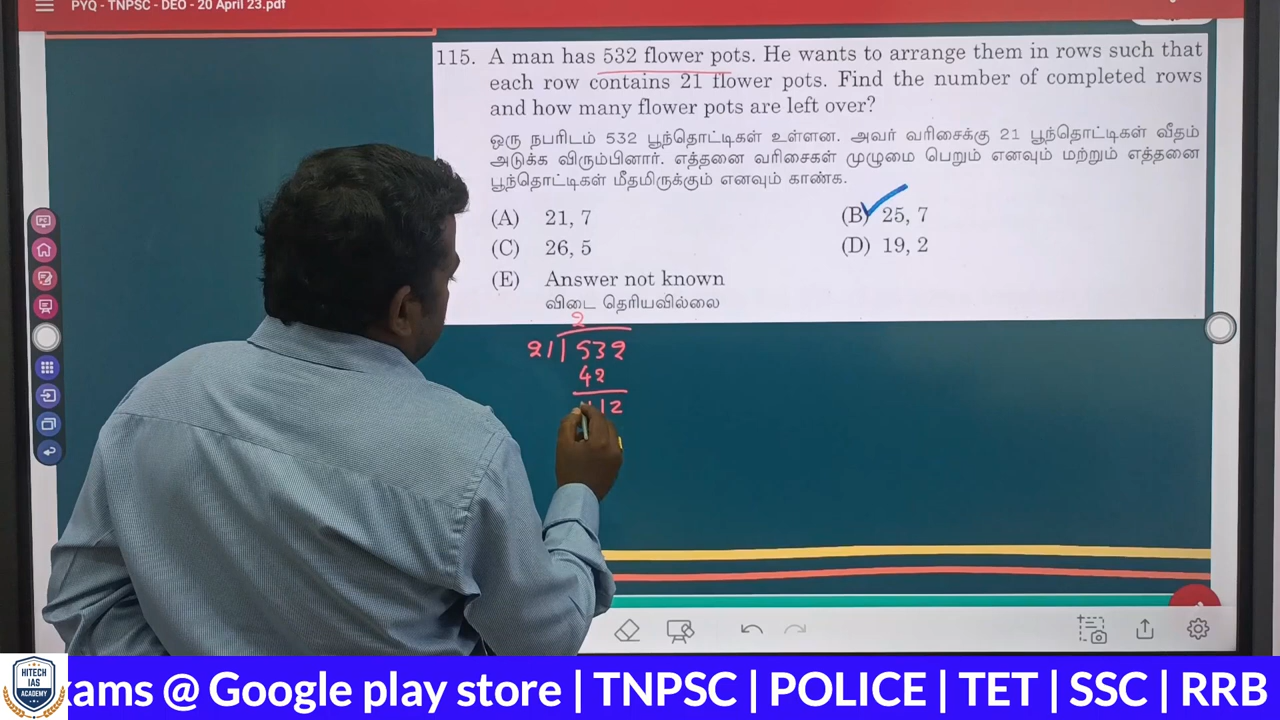 PYQ - TNPSC - DEO - 20 April 23.pdf
115. A man has 532 flower pots. He wants to arrange them in rows such that
each row contains 21 flower pots. Find the number of completed rows
and how many flower pots are left over?
ஒரு நபரிடம் 532 பூந்தொட்டிகள் உள்ளன. அவர் வரிசைக்கு 21 பூந்தொட்டிகள் வீதம்
அடுக்க விரும்பினார். எத்தனை வரிசைகள் முழுமை பெறும் எனவும் மற்றும் எத்தனை
பூந்தொட்டிகள் மீதமிருக்கும் எனவும் காண்க.
(A) 21, 7 (B) 25, 7
(C) 26, 5 (D) 19, 2
(E) Answer not known
விடை தெரியவில்லை
2
21 532
42
112
HITECH
IAS
ACADEMY
xams @ Google play store | TNPSC | POLICE | TET | SSC | RRB